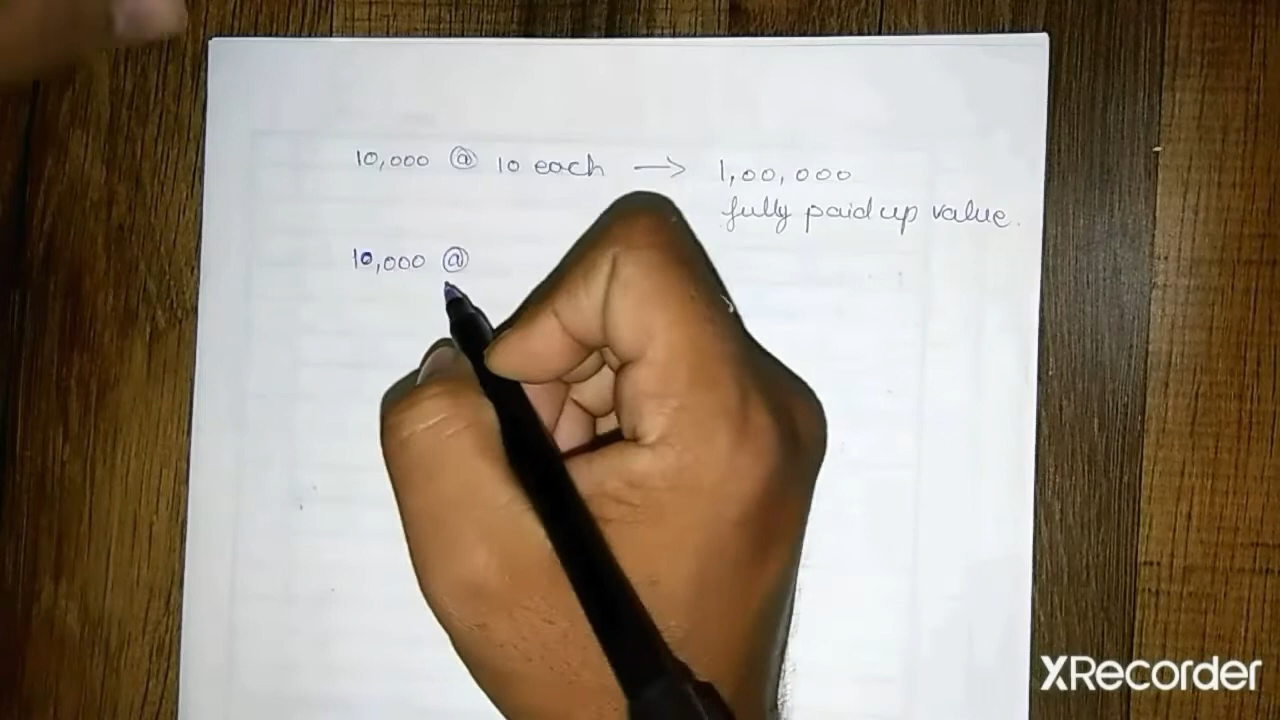 10,000 @ 10 each → 1,00,000
fully paid up value.
10,000 @
XRecorder